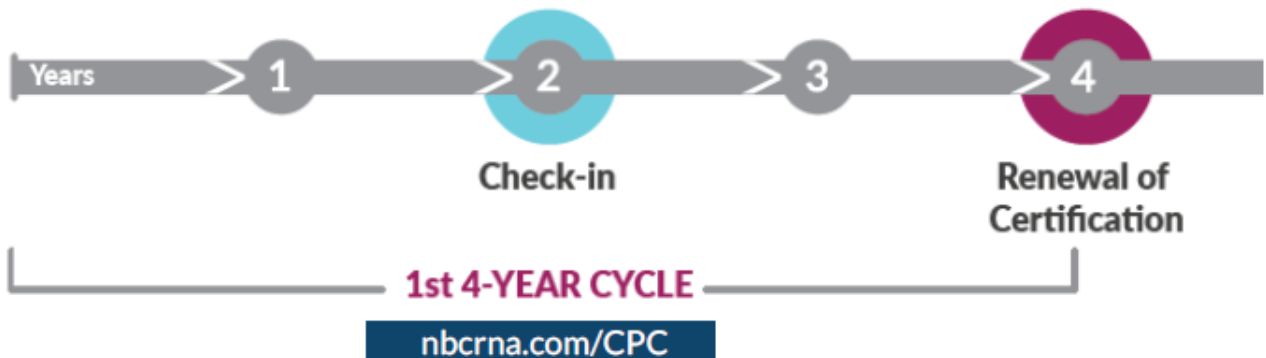 Years 1 2 3 4
Check-in
Renewal of
Certification
1st 4-YEAR CYCLE
nbcrna.com/CPC